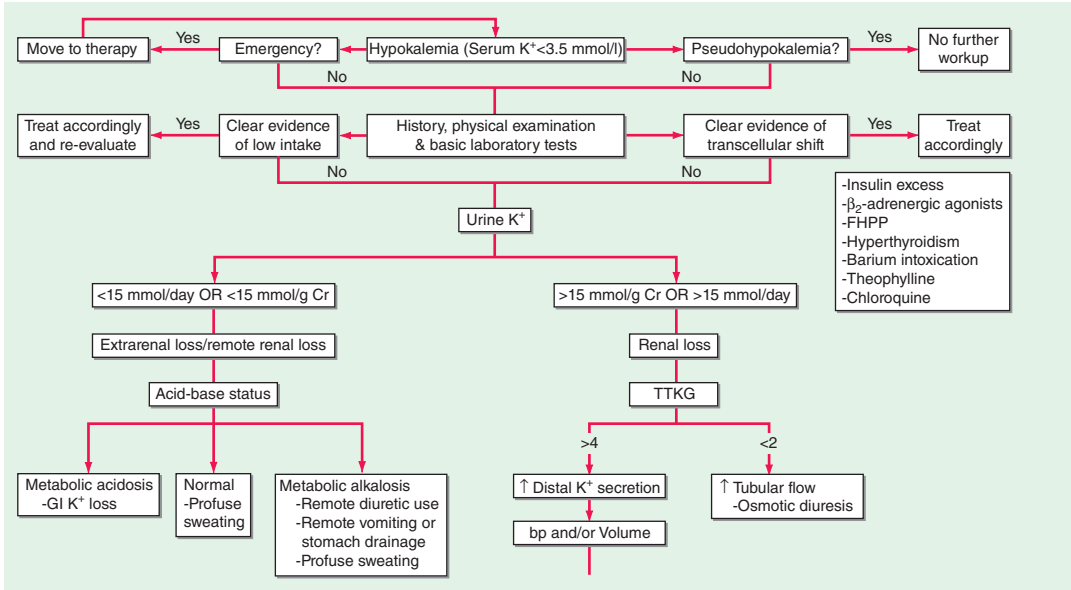 Move to therapy
Yes
Emergency?
Hypokalemia (Serum K+<3.5 mmol/l)
Pseudohypokalemia?
Yes
No further
workup
No
No
Treat accordingly
and re-evaluate
Yes
Clear evidence
of low intake
History, physical examination
& basic laboratory tests
Clear evidence of
transcellular shift
Yes
Treat
accordingly
No
No
-Insulin excess
-β2-adrenergic agonists
-FHPP
-Hyperthyroidism
-Barium intoxication
-Theophylline
-Chloroquine
Urine K+
<15 mmol/day OR <15 mmol/g Cr
>15 mmol/g Cr OR >15 mmol/day
Extrarenal loss/remote renal loss
Renal loss
Acid-base status
TTKG
>4
<2
Metabolic acidosis
-GI K+ loss
Normal
-Profuse
sweating
Metabolic alkalosis
-Remote diuretic use
-Remote vomiting or
stomach drainage
-Profuse sweating
↑ Distal K+ secretion
↑ Tubular flow
-Osmotic diuresis
bp and/or Volume